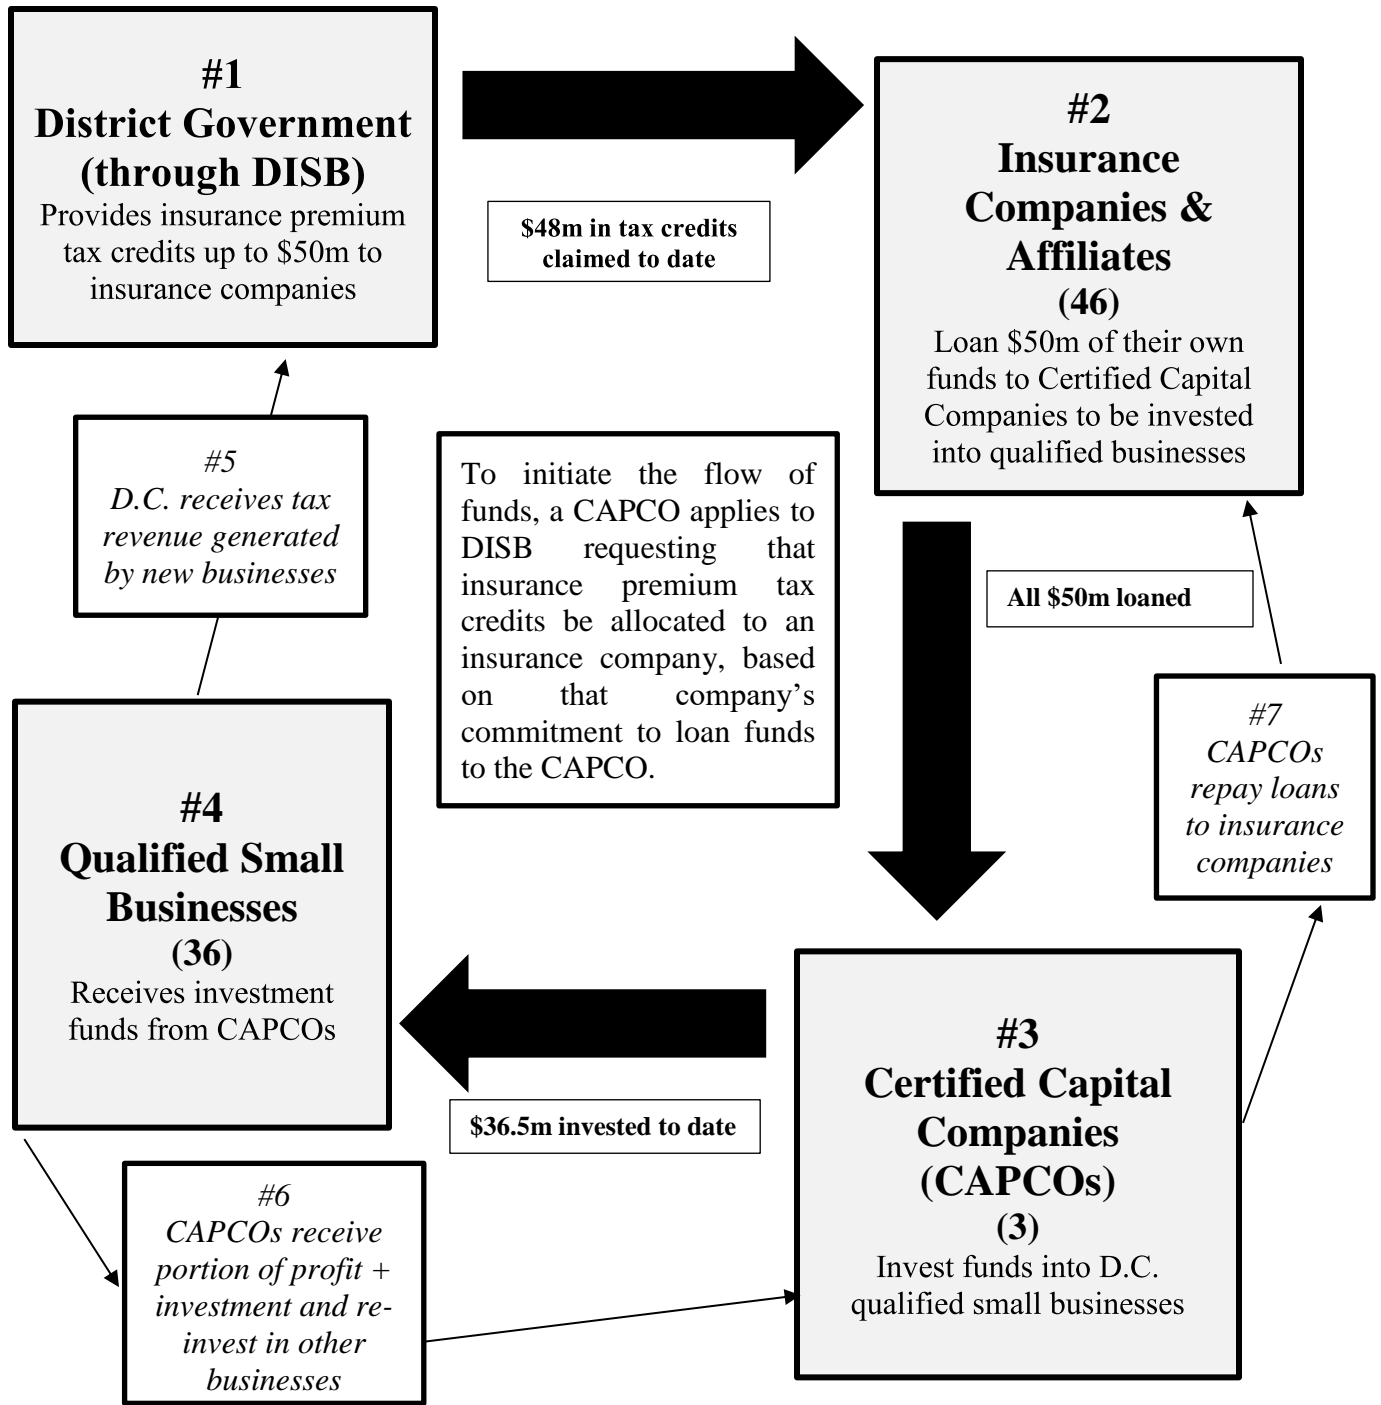 #1
District Government
(through DISB)
Provides insurance premium
tax credits up to $50m to
insurance companies
$48m in tax credits
claimed to date
#2
Insurance
Companies &
Affiliates
(46)
Loan $50m of their own
funds to Certified Capital
Companies to be invested
into qualified businesses
#5
D.C. receives tax
revenue generated
by new businesses
To initiate the flow of
funds, a CAPCO applies to
DISB requesting that
insurance premium tax
credits be allocated to an
insurance company, based
on that company’s
commitment to loan funds
to the CAPCO.
All $50m loaned
#7
CAPCOs
repay loans
to insurance
companies
#4
Qualified Small
Businesses
(36)
Receives investment
funds from CAPCOs
$36.5m invested to date
#3
Certified Capital
Companies
(CAPCOs)
(3)
Invest funds into D.C.
qualified small businesses
#6
CAPCOs receive
portion of profit +
investment and re-
invest in other
businesses